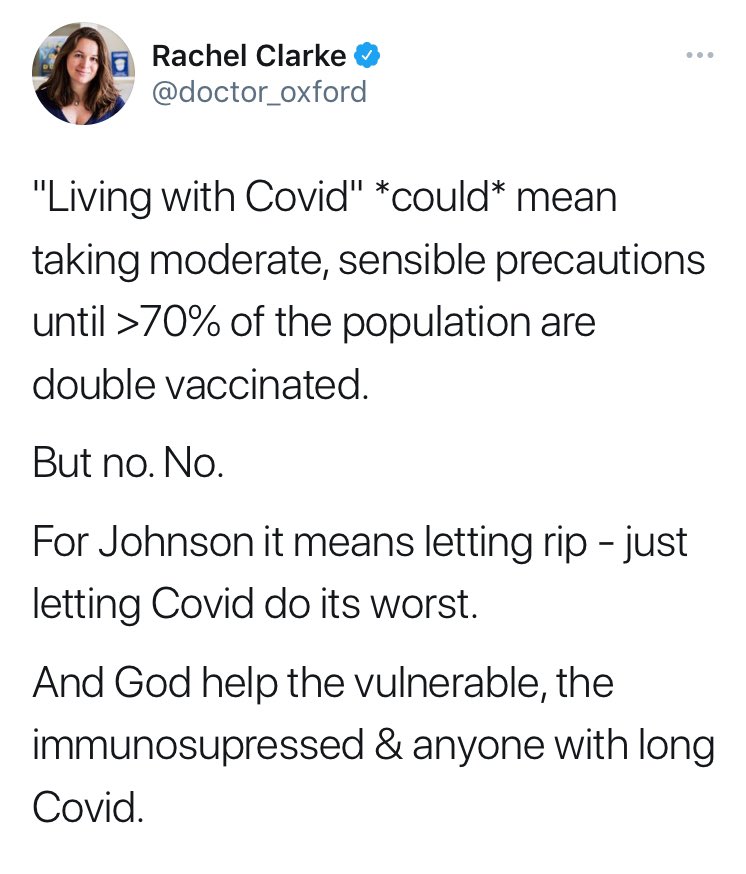 Rachel Clarke
@doctor_oxford
"Living with Covid" *could* mean
taking moderate, sensible precautions
until >70% of the population are
double vaccinated.
But no. No.
For Johnson it means letting rip - just
letting Covid do its worst.
And God help the vulnerable, the
immunosupressed & anyone with long
Covid.